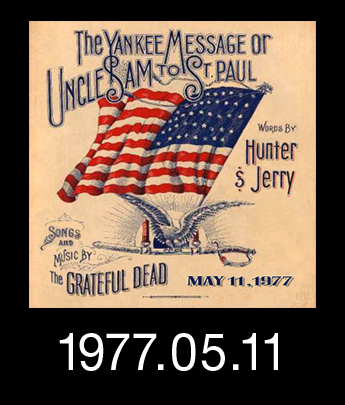 The YANKEE MESSAGE OR
UNCLE SAM TO ST. PAUL
WORDS BY
Hunter
& Jerry
SONGS
AND
MUSIC BY
The GRATEFUL DEAD
MAY 11, 1977
1977.05.11